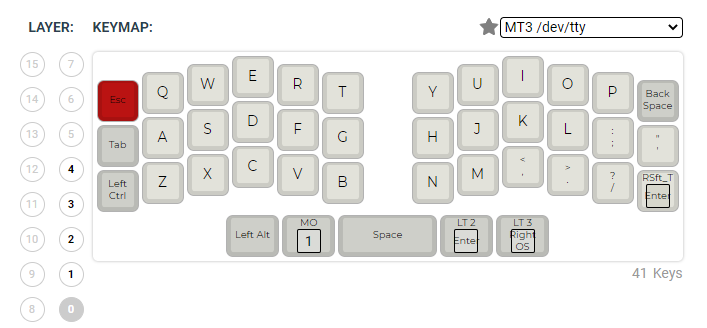 LAYER: KEYMAP: MT3 /dev/tty
15 7
14 6
13 5
12 4
11 3
10 2
9 1
8 0
Esc Q W E R T Y U I O P Back Space
Tab A S D F G H J K L : ; " '
Left Ctrl Z X C V B N M < , > . ? / RSft_T Enter
Left Alt MO 1 Space LT 2 Enter LT 3 Right OS
41 Keys